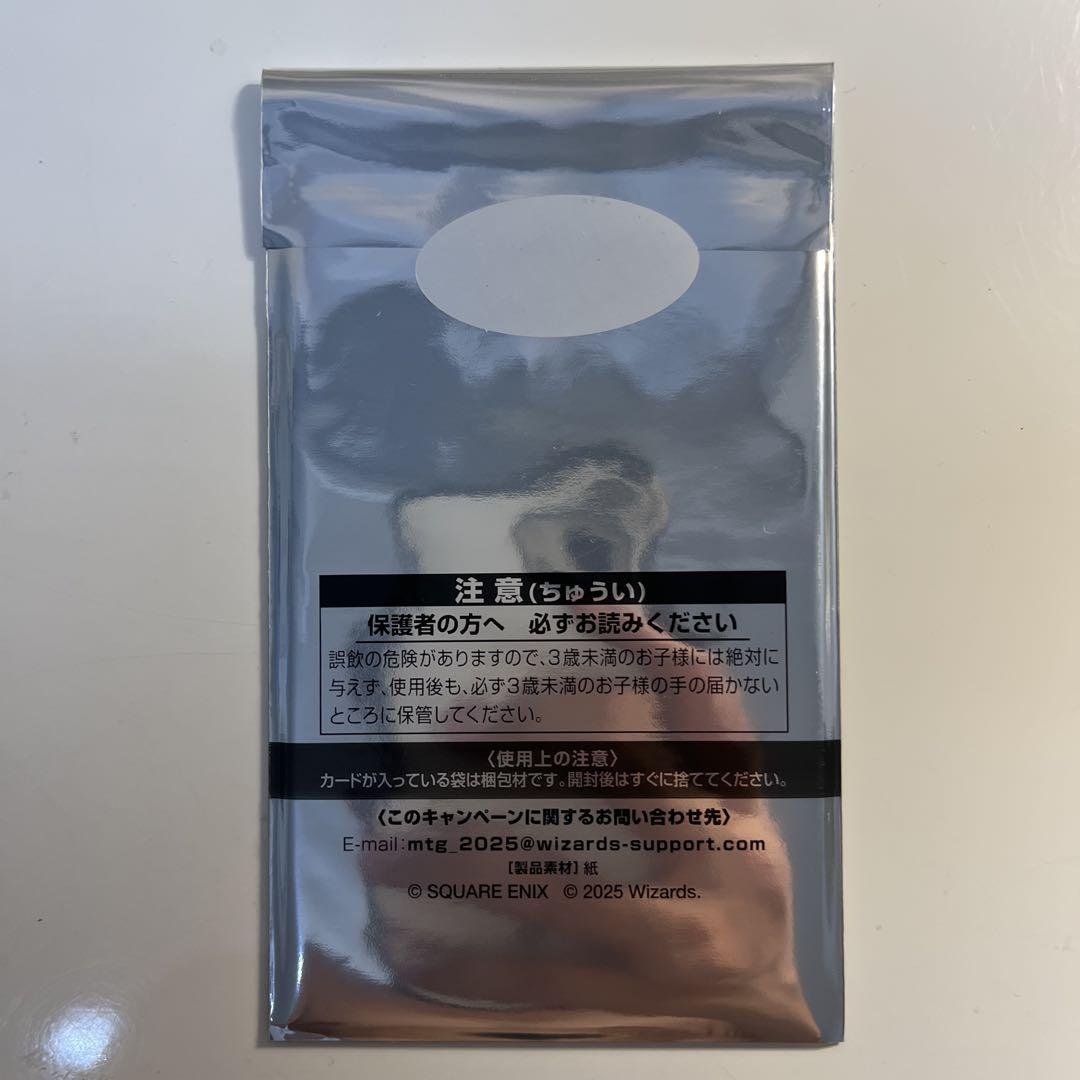 注意(ちゅうい)
保護者の方へ 必ずお読みください
誤飲の危険がありますので、3歳未満のお子様には絶対に
与えず、使用後も、必ず3歳未満のお子様の手の届かない
ところに保管してください。
〈使用上の注意〉
カードが入っている袋は梱包材です。開封後はすぐに捨ててください。
〈このキャンペーンに関するお問い合わせ先〉
E-mail:mtg_2025@wizards-support.com
[製品素材] 紙
© SQUARE ENIX © 2025 Wizards.